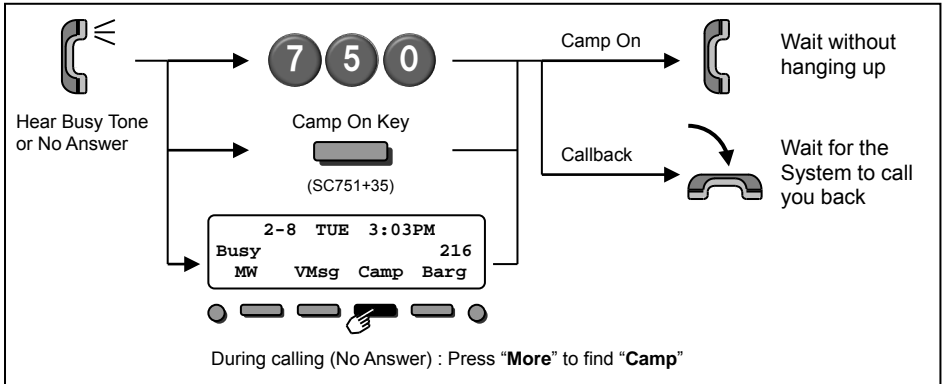 Hear Busy Tone
or No Answer
7 5 0
Camp On Key
(SC751+35)
2-8 TUE 3:03PM
Busy 216
MW VMsg Camp Barg
During calling (No Answer) : Press “More” to find “Camp”
Camp On
Wait without
hanging up
Callback
Wait for the
System to call
you back